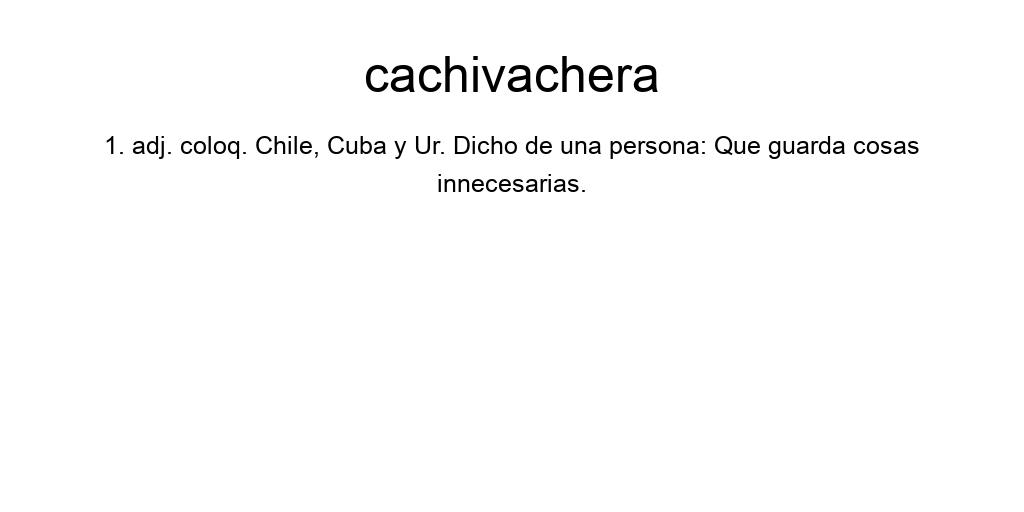 cachivachera
1. adj. coloq. Chile, Cuba y Ur. Dicho de una persona: Que guarda cosas
innecesarias.